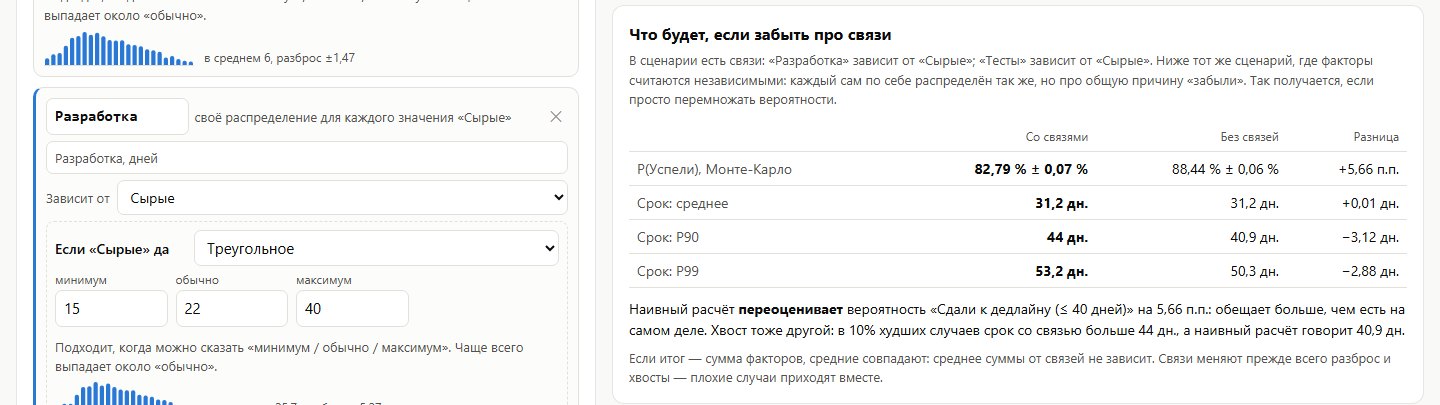 выпадает около «обычно».
в среднем 6, разброс ±1,47
Разработка
своё распределение для каждого значения «Сырые»
Разработка, дней
Зависит от
Сырые
Если «Сырые» да
Треугольное
минимум
обычно
максимум
15
22
40
Подходит, когда можно сказать «минимум / обычно / максимум». Чаще всего
выпадает около «обычно».
Что будет, если забыть про связи
В сценарии есть связи: «Разработка» зависит от «Сырые»; «Тесты» зависит от «Сырые». Ниже тот же сценарий, где факторы
считаются независимыми: каждый сам по себе распределён так же, но про общую причину «забыли». Так получается, если
просто перемножать вероятности.
Со связями
Без связей
Разница
P(Успели), Монте-Карло
82,79 % ± 0,07 %
88,44 % ± 0,06 %
+5,66 п.п.
Срок: среднее
31,2 дн.
31,2 дн.
+0,01 дн.
Срок: P90
44 дн.
40,9 дн.
−3,12 дн.
Срок: P99
53,2 дн.
50,3 дн.
−2,88 дн.
Наивный расчёт переоценивает вероятность «Сдали к дедлайну (≤ 40 дней)» на 5,66 п.п.: обещает больше, чем есть на
самом деле. Хвост тоже другой: в 10% худших случаев срок со связью больше 44 дн., а наивный расчёт говорит 40,9 дн.
Если итог — сумма факторов, средние совпадают: среднее суммы от связей не зависит. Связи меняют прежде всего разброс и
хвосты — плохие случаи приходят вместе.